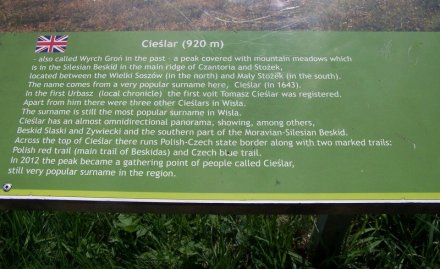 Cieślar (920 m)
- also called Wyrch Groń in the past - a peak covered with mountain meadows which
is in the Silesian Beskid in the main ridge of Czantoria and Stożek,
located between the Wielki Soszów (in the north) and Mały Stożek (in the south).
The name comes from a very popular surname here, Cieślar (in 1643).
In the first Urbasz (local chronicle) the first voit Tomasz Cieślar was registered.
Apart from him there were three other Cieślars in Wisła.
The surname is still the most popular surname in Wisła.
Cieślar has an almost omnidirectional panorama, showing, among others,
Beskid Śląski and Żywiecki and the southern part of the Moravian-Silesian Beskid.
Across the top of Cieślar there runs Polish-Czech state border along with two marked trails:
Polish red trail (main trail of Beskidas) and Czech blue trail.
In 2012 the peak became a gathering point of people called Cieślar,
still very popular surname in the region.